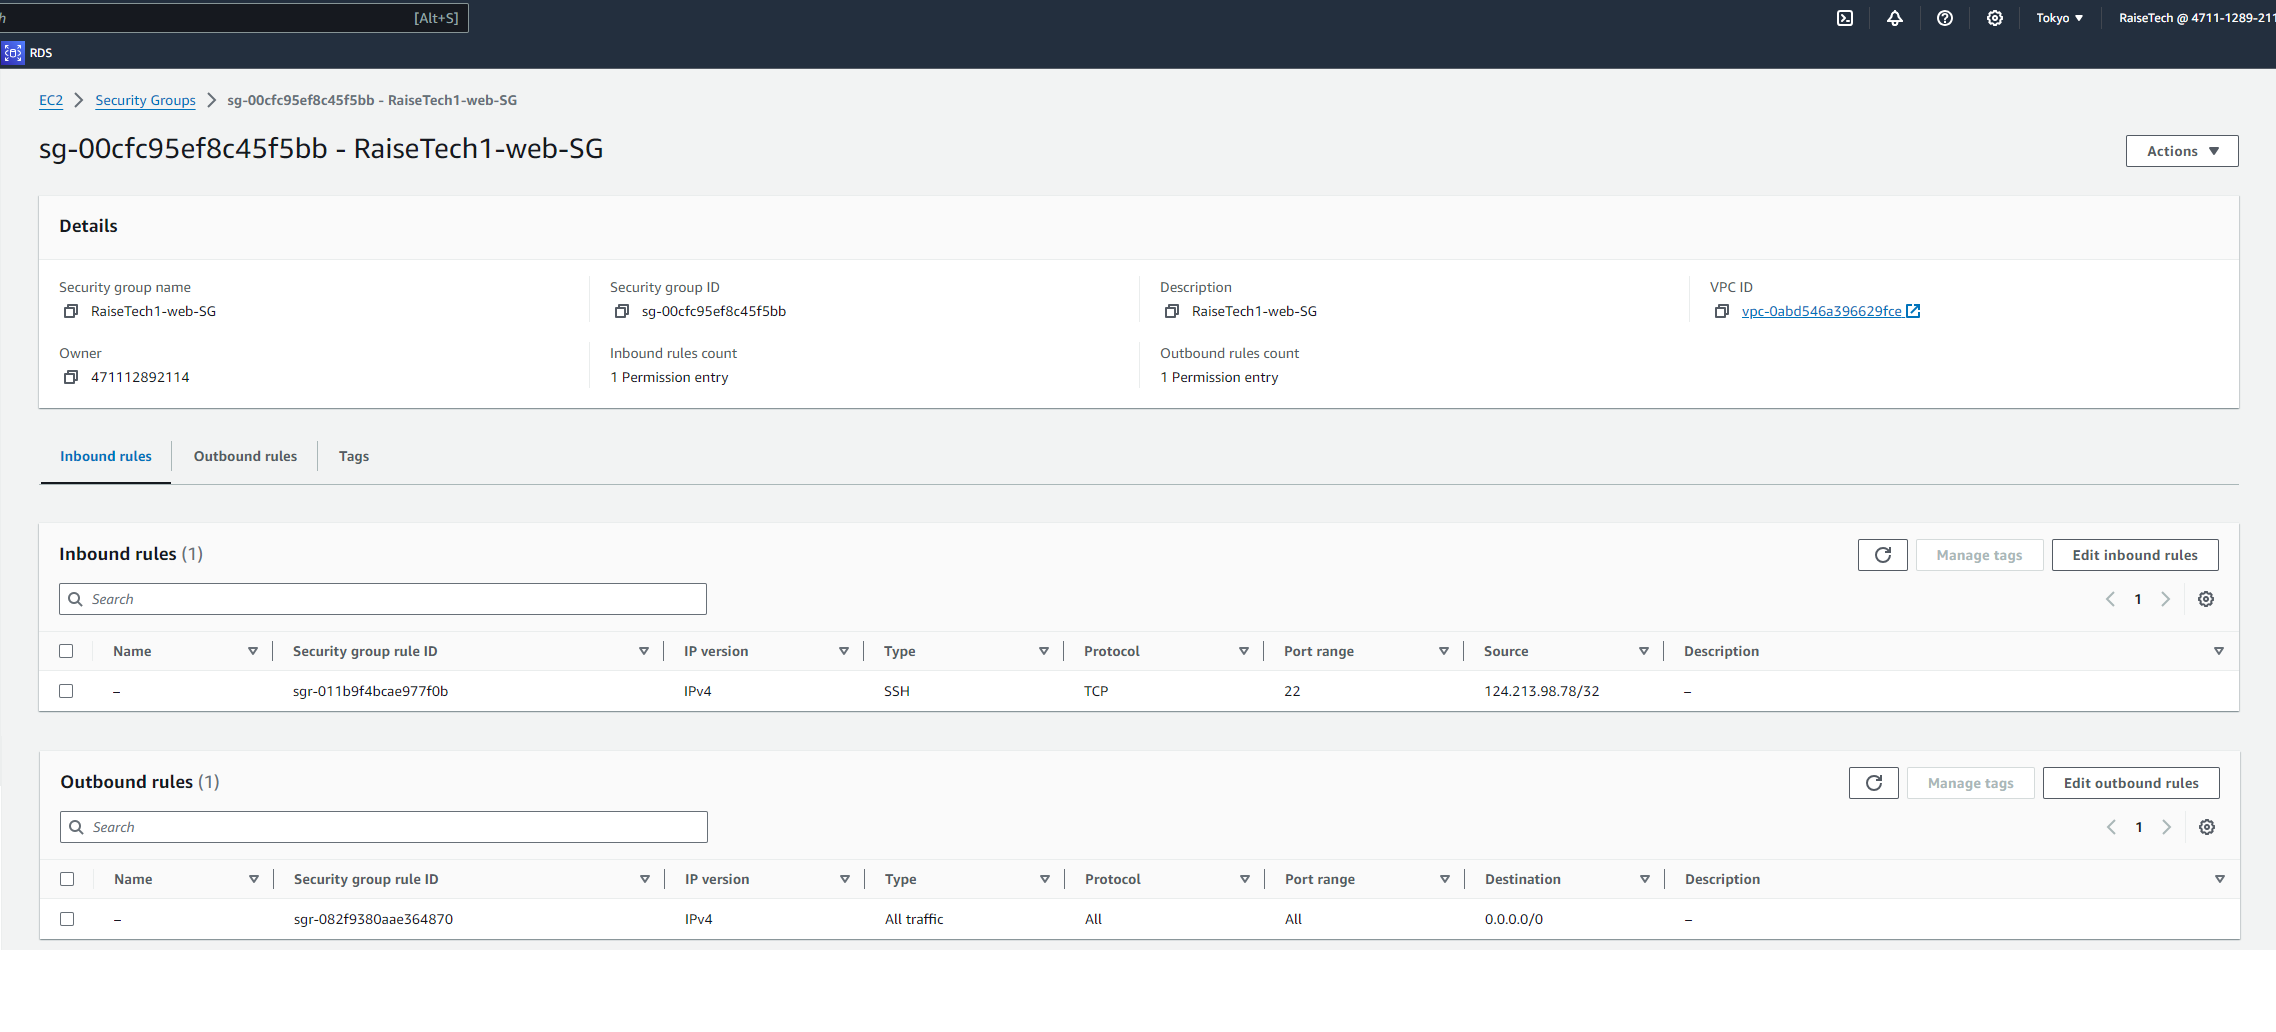 [Alt+S] Tokyo ▼ RaiseTech @ 4711-1289-211
RDS
EC2 > Security Groups > sg-00cfc95ef8c45f5bb - RaiseTech1-web-SG
sg-00cfc95ef8c45f5bb - RaiseTech1-web-SG
Actions ▼
Details
Security group name Security group ID Description VPC ID
RaiseTech1-web-SG sg-00cfc95ef8c45f5bb RaiseTech1-web-SG vpc-0abd546a396629fce
Owner Inbound rules count Outbound rules count
471112892114 1 Permission entry 1 Permission entry
Inbound rules Outbound rules Tags
Inbound rules (1) Manage tags Edit inbound rules
Search 1
Name Security group rule ID IP version Type Protocol Port range Source Description
– sgr-011b9f4bcae977f0b IPv4 SSH TCP 22 124.213.98.78/32 –
Outbound rules (1) Manage tags Edit outbound rules
Search 1
Name Security group rule ID IP version Type Protocol Port range Destination Description
– sgr-082f9380aae364870 IPv4 All traffic All All 0.0.0.0/0 –